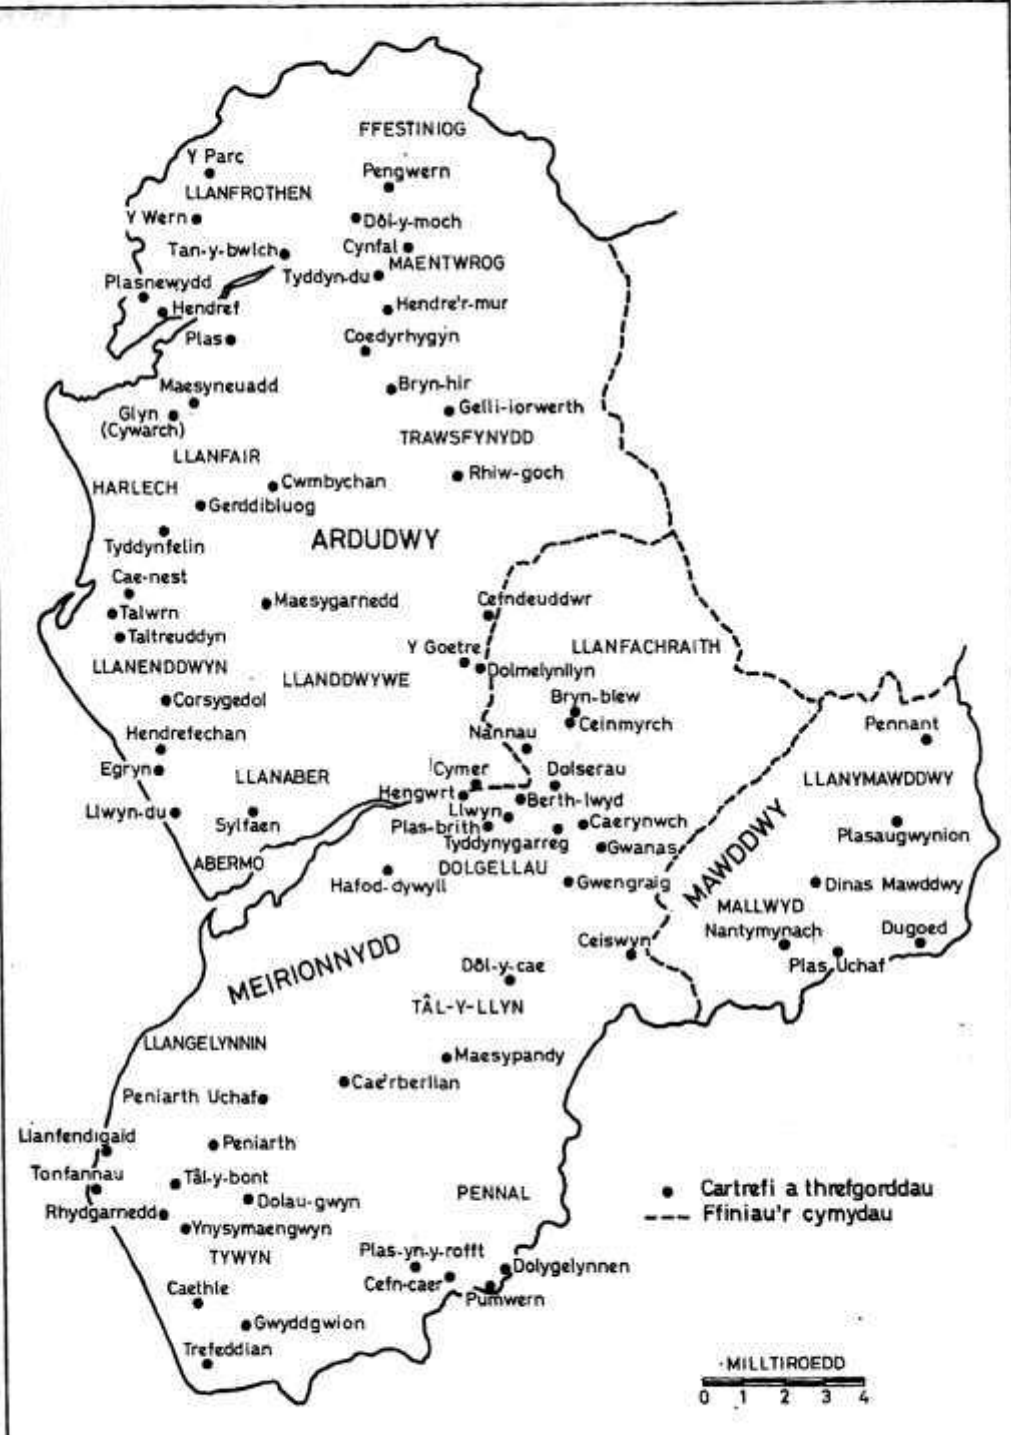 FFESTINIOG
Y Parc
Pengwern
LLANFROTHEN
Y Wern
Dôl-y-moch
Cynfal
Tan-y-bwlch
MAENTWROG
Tyddyn-du
Plasnewydd
Hendref
Hendre'r-mur
Plas
Coedyrhygyn
Maesyneuadd
Bryn-hir
Glyn
(Cywarch)
Gelli-iorwerth
TRAWSFYNYDD
LLANFAIR
Rhiw-goch
HARLECH
Cwmbychan
Gerddibluog
ARDUDWY
Tyddynfelin
Cae-nest
Maesygarnedd
Cefndeuddwr
Talwrn
Taltreuddyn
Y Goetre
LLANFACHRAITH
LLANENDDWYN
LLANDDWYWE
Dolmelynllyn
Corsygedol
Bryn-blew
Ceinmyrch
Pennant
Hendrefechan
Nannau
Egryn
LLANABER
Cymer
Dolserau
LLANYMAWDDWY
Hengwrt
Berth-lwyd
Llwyn-du
Sylfaen
Llwyn
Plas-brith
Caerynwch
Tyddynygarreg
Gwanas
Plasaugwynion
MAWDDWY
ABERMO
DOLGELLAU
Hafod-dywyll
Gwengraig
Dinas Mawddwy
MALLWYD
Nantymynach
Dugoed
Ceiswyn
Plas Uchaf
MEIRIONNYDD
Dôl-y-cae
TÂL-Y-LLYN
LLANGELYNNIN
Maesypandy
Cae'rberllan
Peniarth Uchaf
Llanfendigaid
Peniarth
Tonfannau
Tâl-y-bont
Dolau-gwyn
PENNAL
Rhydgarnedd
Ynysymaengwyn
TYWYN
Plas-yn-y-rofft
Dolygelynnen
Cefn-caer
Pumwern
Caethle
Gwyddgwion
Trefeddian
Cartrefi a threfgorddau
Ffiniau'r cymydau
MILLTIROEDD
0 1 2 3 4